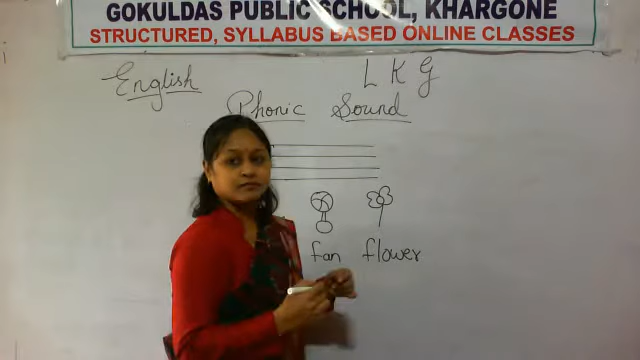 GOKULDAS PUBLIC SCHOOL, KHARGONE
STRUCTURED, SYLLABUS BASED ONLINE CLASSES
English LKG
Phonic Sound
fan flower